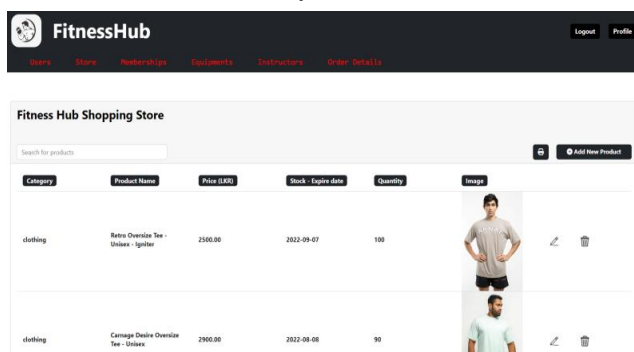 FitnessHub
Logout Profile
Users Store Memberships Equipments Instructors Order Details
Fitness Hub Shopping Store
Search for products
Add New Product
Category Product Name Price (LKR) Stock - Expire date Quantity Image
clothing Retro Oversize Tee - Unisex - Igniter 2500.00 2022-09-07 100
clothing Carnage Desire Oversize Tee - Unisex 2900.00 2022-08-08 90